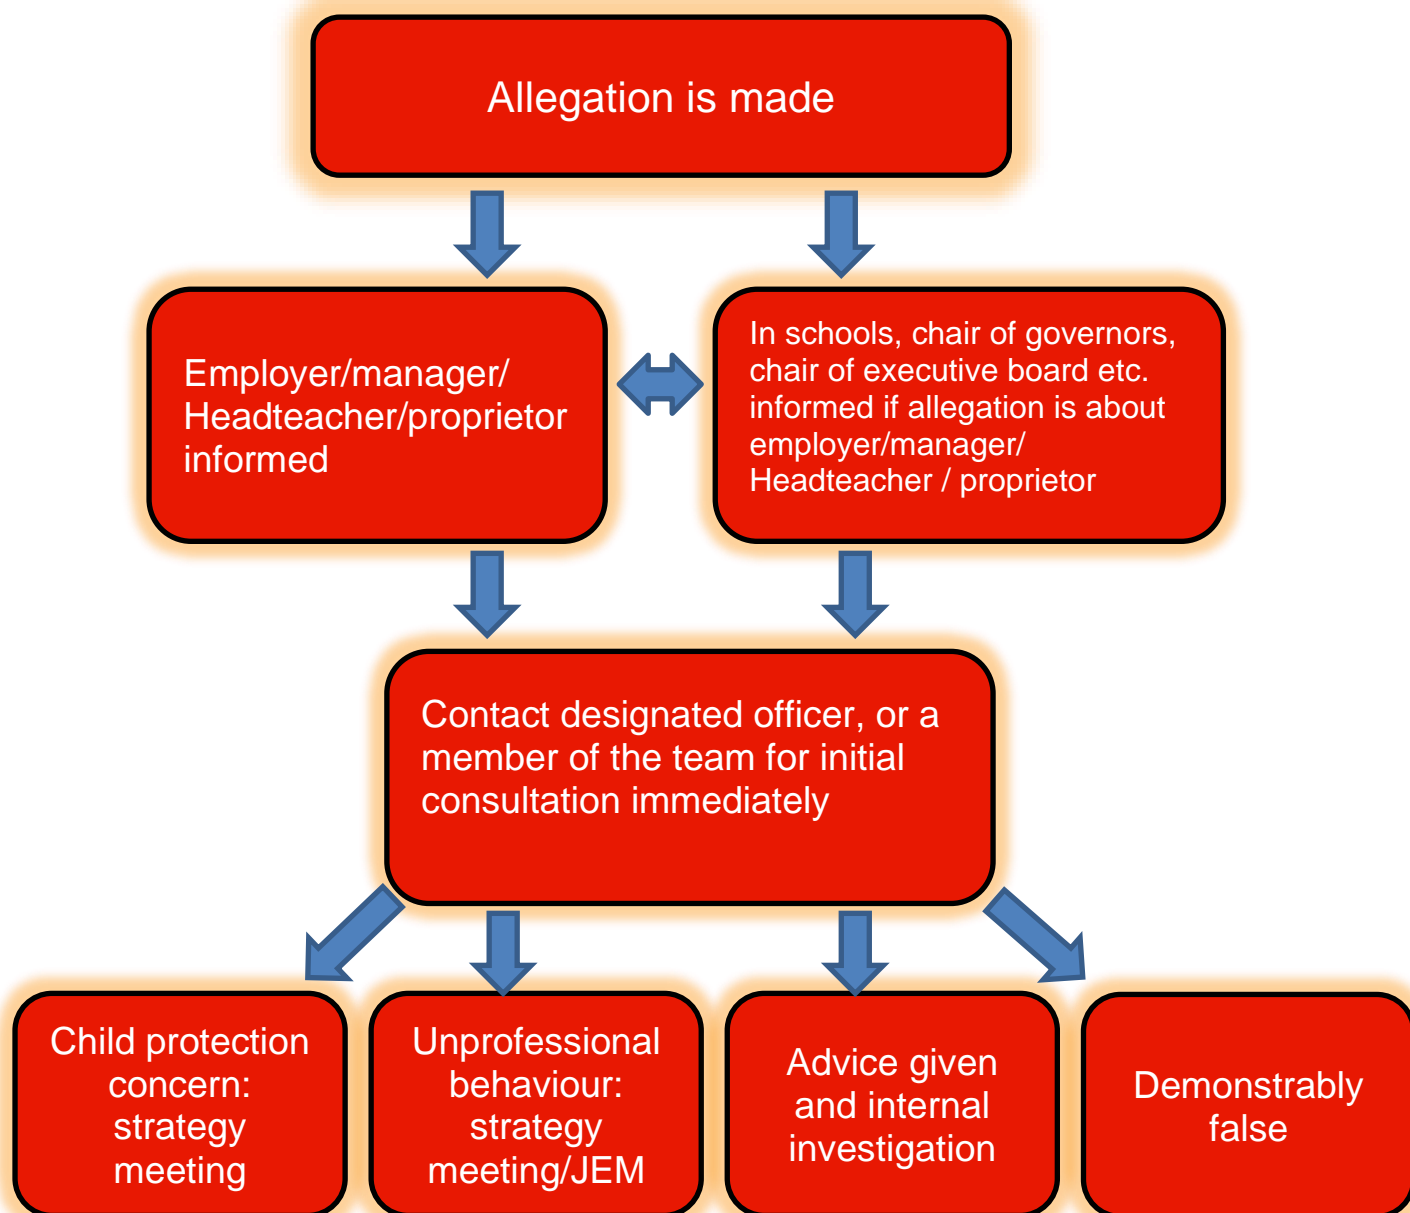 Allegation is made
Employer/manager/
Headteacher/proprietor
informed
In schools, chair of governors,
chair of executive board etc.
informed if allegation is about
employer/manager/
Headteacher / proprietor
Contact designated officer, or a
member of the team for initial
consultation immediately
Child protection
concern:
strategy
meeting
Unprofessional
behaviour:
strategy
meeting/JEM
Advice given
and internal
investigation
Demonstrably
false